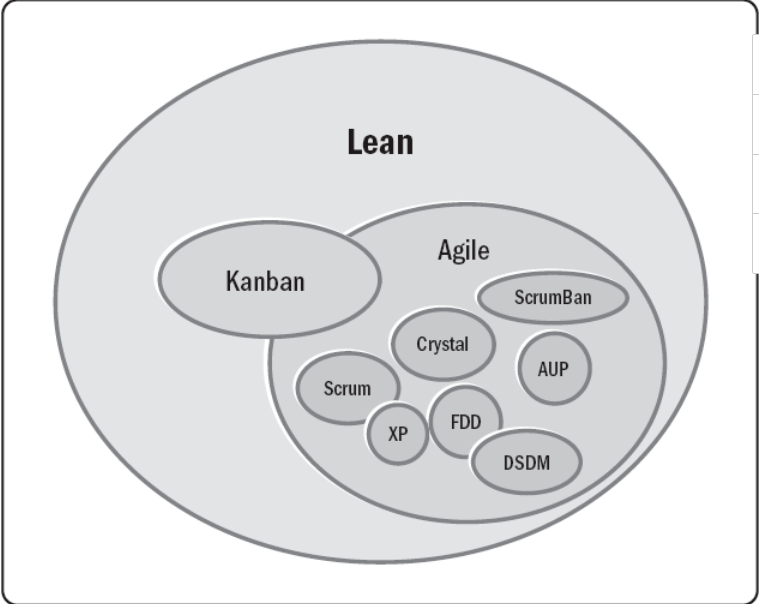 Lean
Agile
Kanban
ScrumBan
Crystal
AUP
Scrum
FDD
XP
DSDM